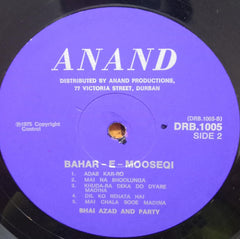 ANAND
DISTRIBUTED BY ANAND PRODUCTIONS,
77 VICTORIA STREET, DURBAN
℗1975 Copyright
Control
(DRB.1005-B)
DRB.1005
SIDE 2
BAHAR - E - MOOSEQI
1. ADAB KAR-RO
2. MAI NA BHOOLUNGA
3. KHUDA-RA DIKA DO DYARE
MADINA
4. DIL KO REHATA HAI
5. MAI CHALA SOOE MADINA
BHAI AZAD AND PARTY